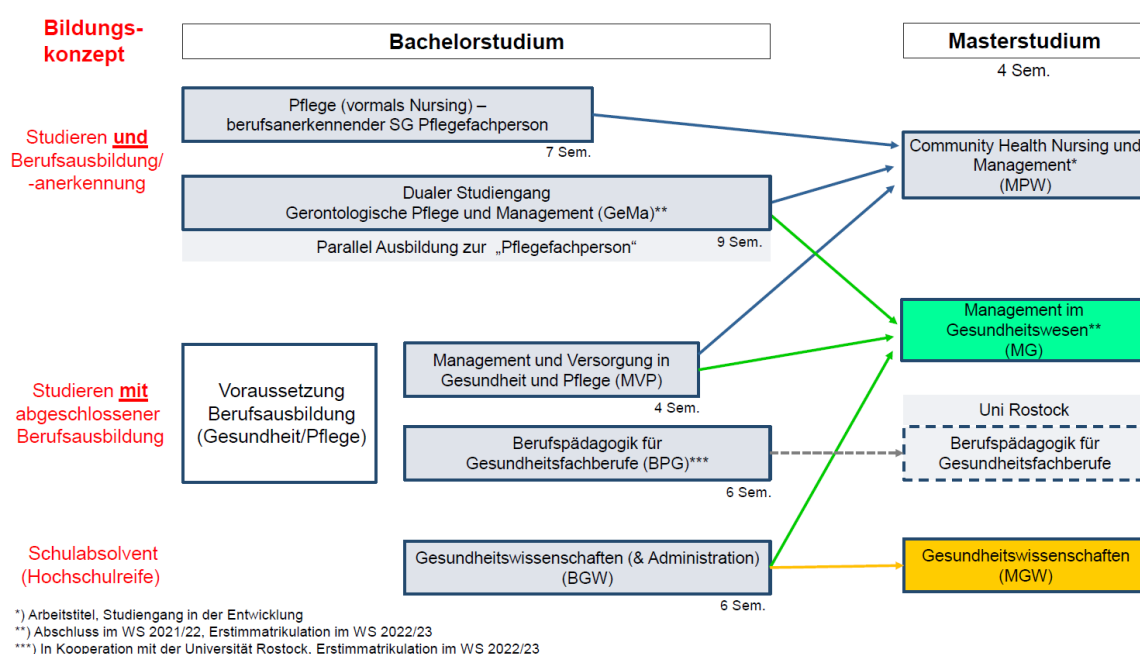 Bildungs-
konzept
Bachelorstudium
Masterstudium
4 Sem.
Studieren und
Berufsausbildung/
-anerkennung
Pflege (vormals Nursing) –
berufsanerkennender SG Pflegefachperson
7 Sem.
Dualer Studiengang
Gerontologische Pflege und Management (GeMa)**
Parallel Ausbildung zur „Pflegefachperson“
9 Sem.
Community Health Nursing und
Management*
(MPW)
Management im
Gesundheitswesen**
(MG)
Studieren mit
abgeschlossener
Berufsausbildung
Voraussetzung
Berufsausbildung
(Gesundheit/Pflege)
Management und Versorgung in
Gesundheit und Pflege (MVP)
4 Sem.
Berufspädagogik für
Gesundheitsfachberufe (BPG)***
6 Sem.
Uni Rostock
Berufspädagogik für
Gesundheitsfachberufe
Schulabsolvent
(Hochschulreife)
Gesundheitswissenschaften (& Administration)
(BGW)
6 Sem.
Gesundheitswissenschaften
(MGW)
*) Arbeitstitel, Studiengang in der Entwicklung
**) Abschluss im WS 2021/22, Erstimmatrikulation im WS 2022/23
***) In Kooperation mit der Universität Rostock, Erstimmatrikulation im WS 2022/23